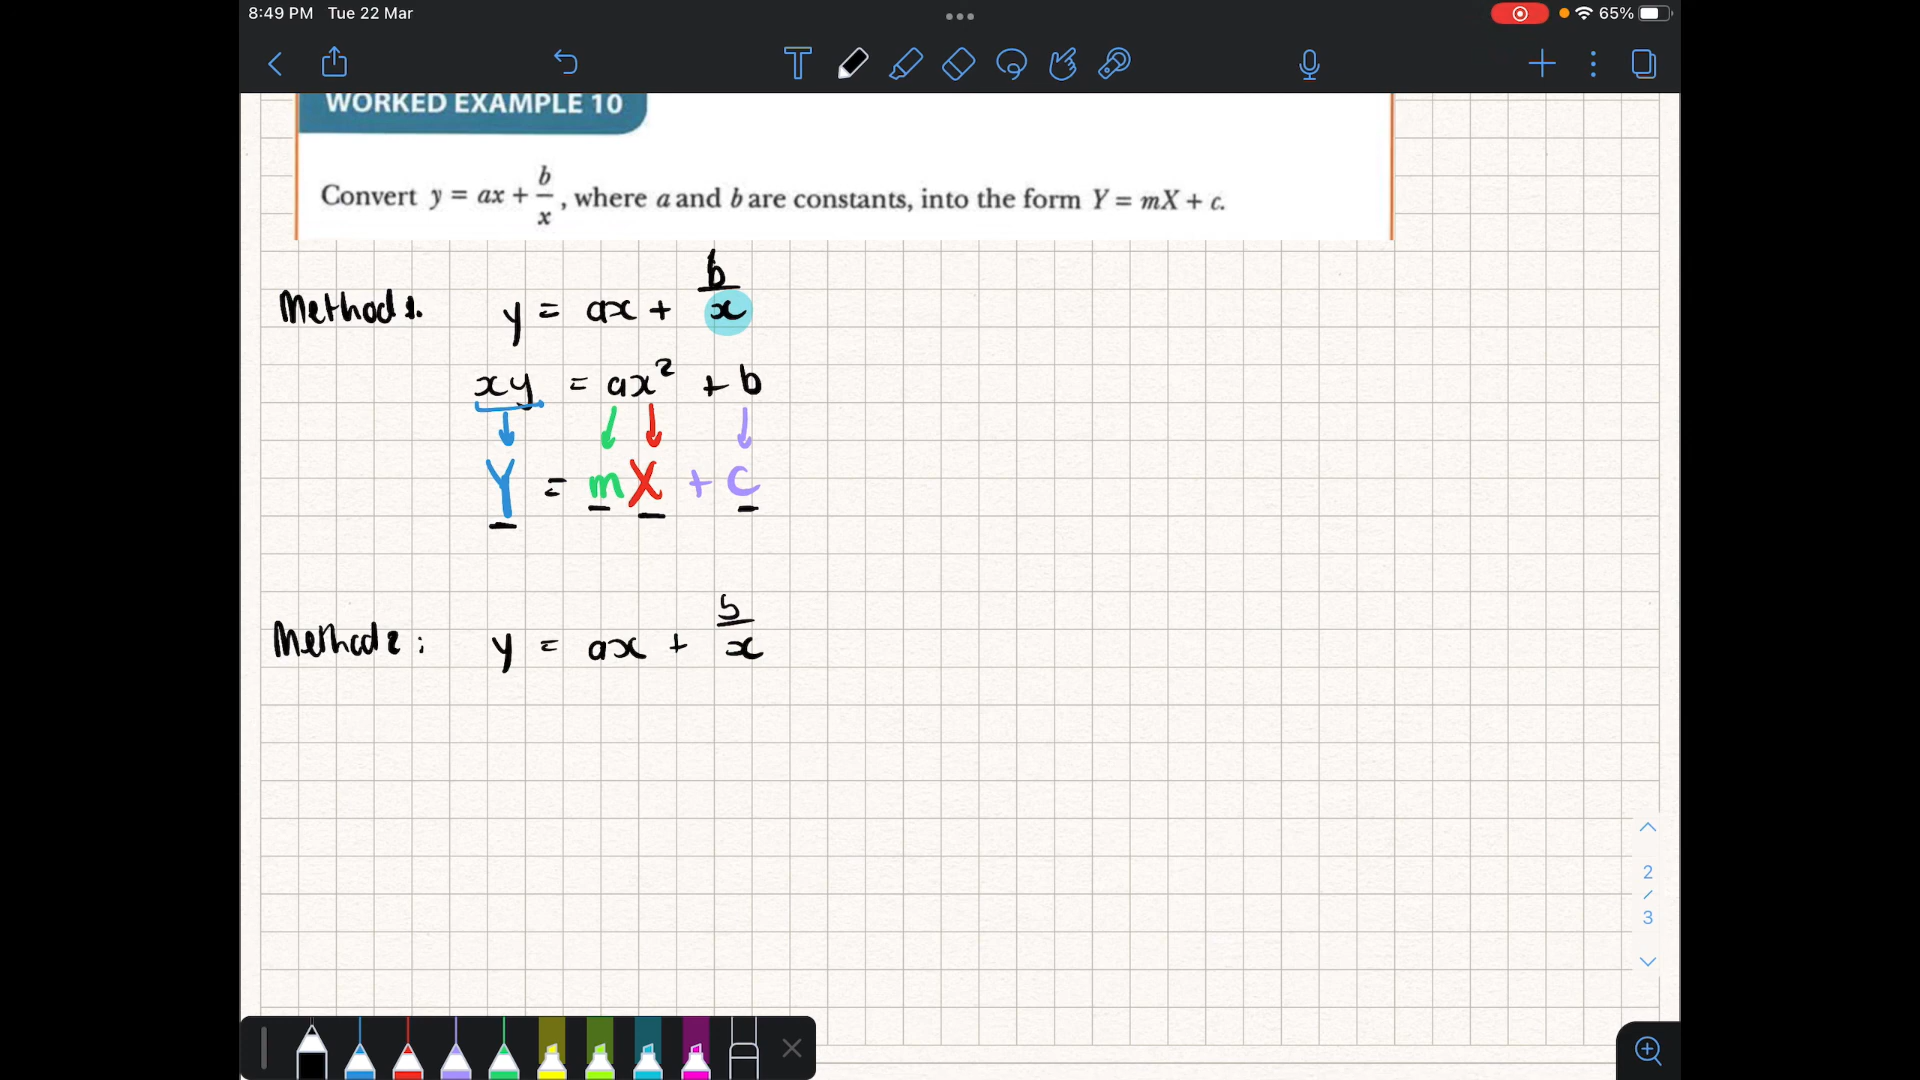 8:49 PM Tue 22 Mar
65%
T
WORKED EXAMPLE 10
Convert y = ax + b/x, where a and b are constants, into the form Y = mX + c.
Method 1. y = ax + b/x
xy = ax² + b
Y = mX + C
Method 2: y = ax + b/x
2
/
3